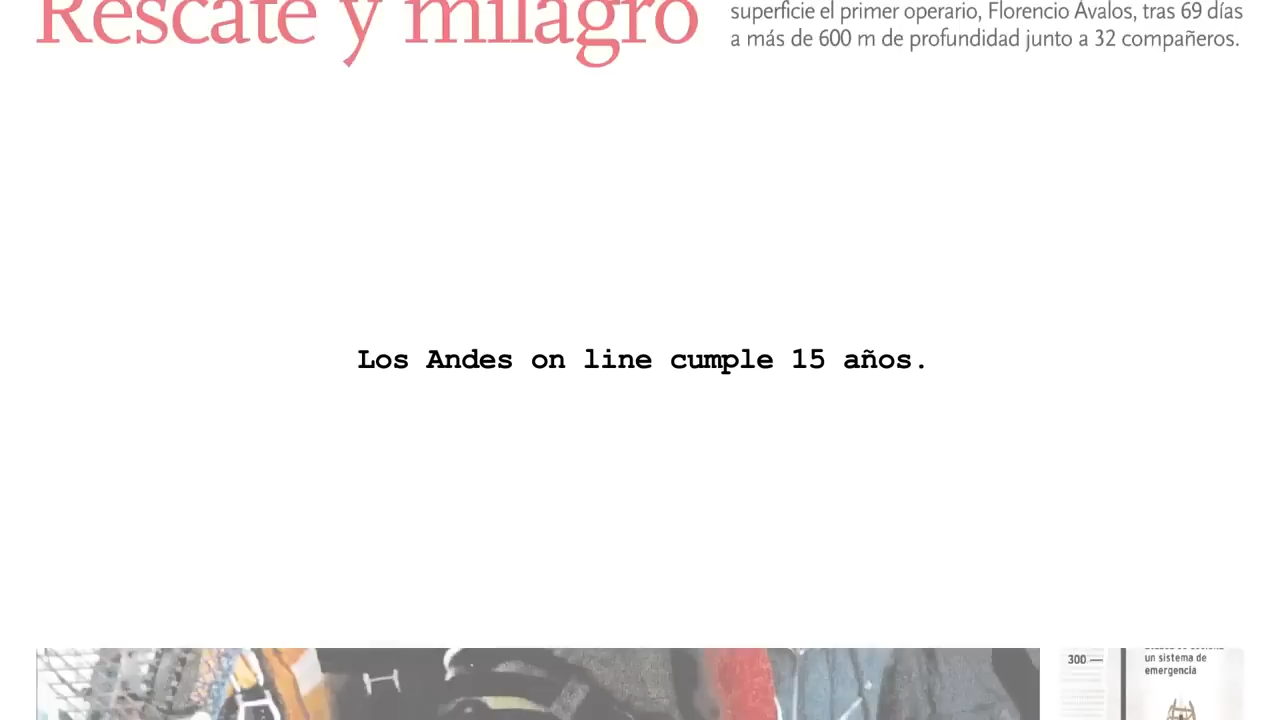 Rescate y milagro
superficie el primer operario, Florencio Ávalos, tras 69 días
a más de 600 m de profundidad junto a 32 compañeros.
Los Andes on line cumple 15 años.
300
un sistema de
emergencia